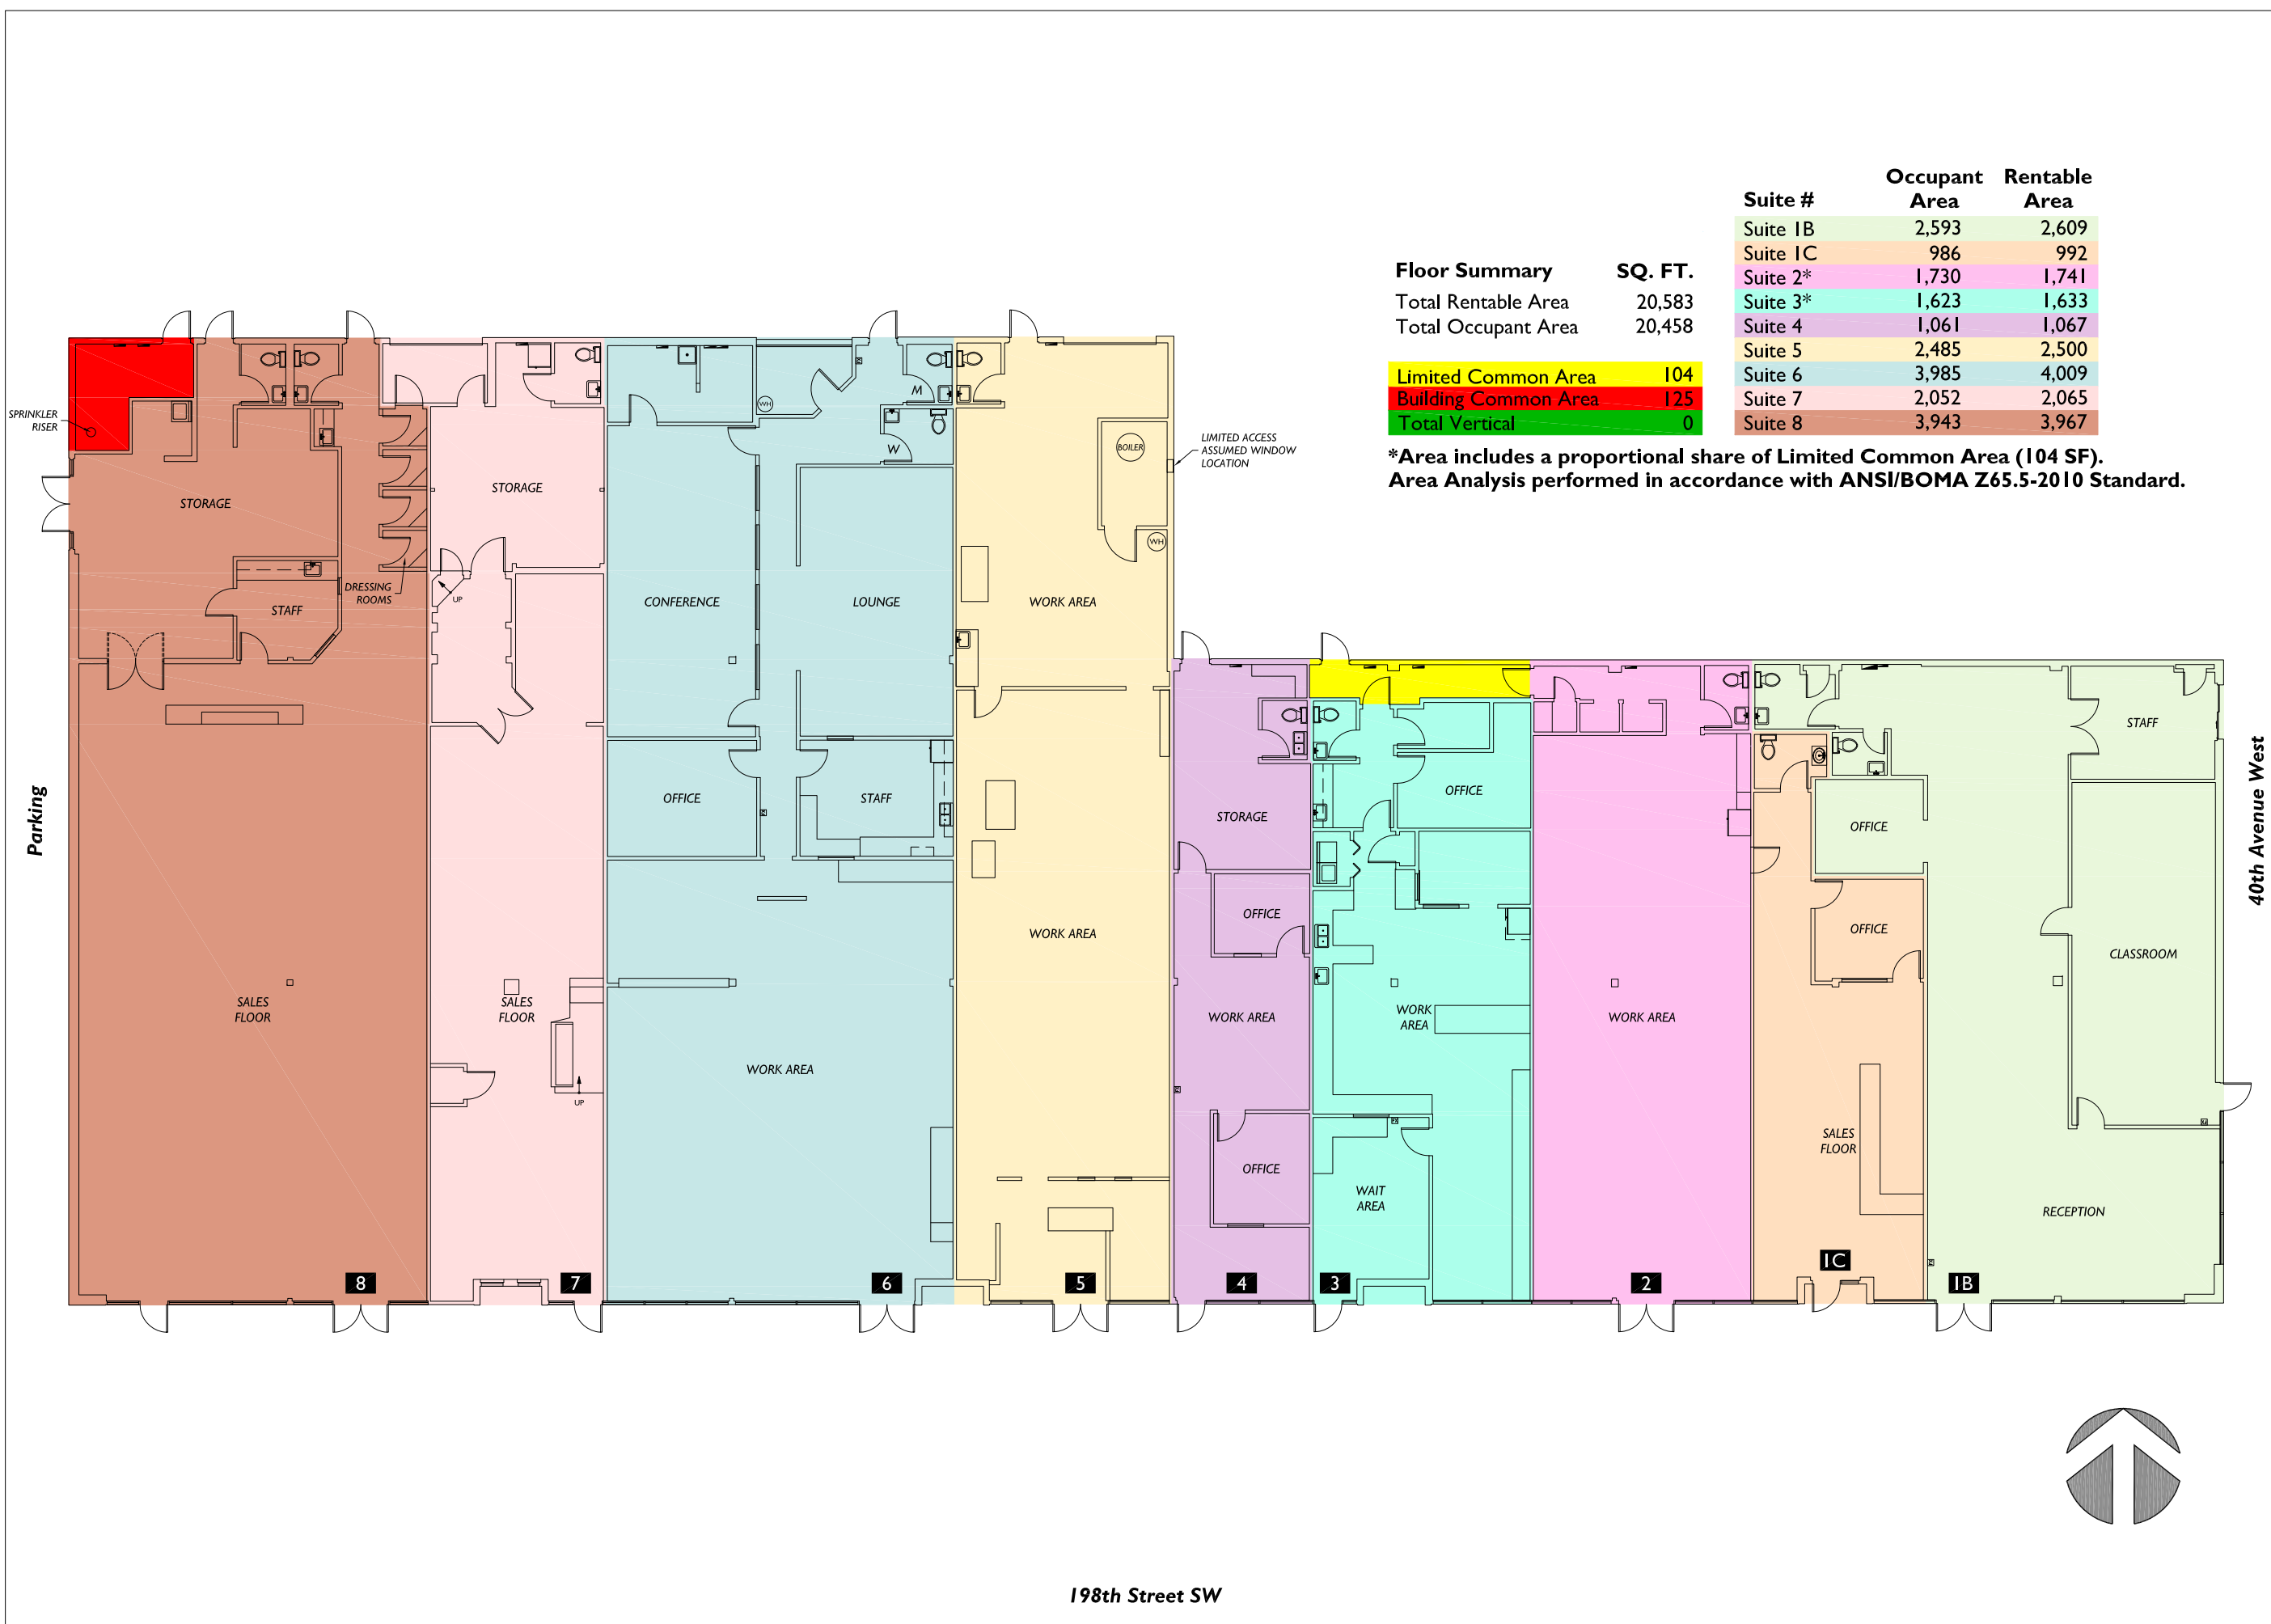 Occupant Rentable
Suite # Area Area
Suite 1B 2,593 2,609
Suite 1C 986 992
Suite 2* 1,730 1,741
Suite 3* 1,623 1,633
Suite 4 1,061 1,067
Suite 5 2,485 2,500
Suite 6 3,985 4,009
Suite 7 2,052 2,065
Suite 8 3,943 3,967
Floor Summary SQ. FT.
Total Rentable Area 20,583
Total Occupant Area 20,458
Limited Common Area 104
Building Common Area 125
Total Vertical 0
*Area includes a proportional share of Limited Common Area (104 SF).
Area Analysis performed in accordance with ANSI/BOMA Z65.5-2010 Standard.
SPRINKLER
RISER
STORAGE
DRESSING
ROOMS
STAFF
SALES
FLOOR
8
STORAGE
UP
SALES
FLOOR
UP
7
WH
M
W
CONFERENCE
LOUNGE
OFFICE
STAFF
WORK AREA
6
BOILER
WH
LIMITED ACCESS
ASSUMED WINDOW
LOCATION
WORK AREA
WORK AREA
5
STORAGE
OFFICE
WORK AREA
OFFICE
4
OFFICE
WORK
AREA
WAIT
AREA
3
WORK AREA
2
OFFICE
SALES
FLOOR
1C
STAFF
OFFICE
CLASSROOM
RECEPTION
1B
Parking
40th Avenue West
198th Street SW